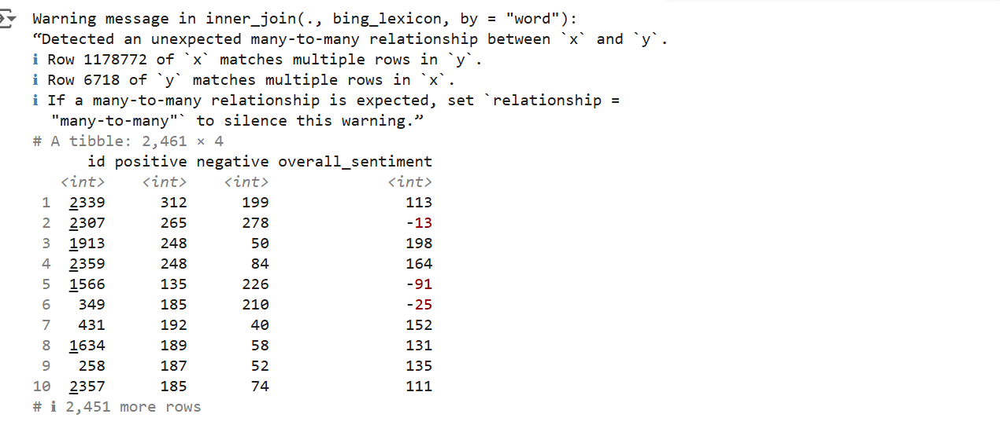 Warning message in inner_join(., bing_lexicon, by = "word"):
“Detected an unexpected many-to-many relationship between `x` and `y`.
ℹ Row 1178772 of `x` matches multiple rows in `y`.
ℹ Row 6718 of `y` matches multiple rows in `x`.
ℹ If a many-to-many relationship is expected, set `relationship =
"many-to-many"` to silence this warning.”
# A tibble: 2,461 × 4
id positive negative overall_sentiment
<int> <int> <int> <int>
1 2339 312 199 113
2 2307 265 278 -13
3 1913 248 50 198
4 2359 248 84 164
5 1566 135 226 -91
6 349 185 210 -25
7 431 192 40 152
8 1634 189 58 131
9 258 187 52 135
10 2357 185 74 111
# ℹ 2,451 more rows